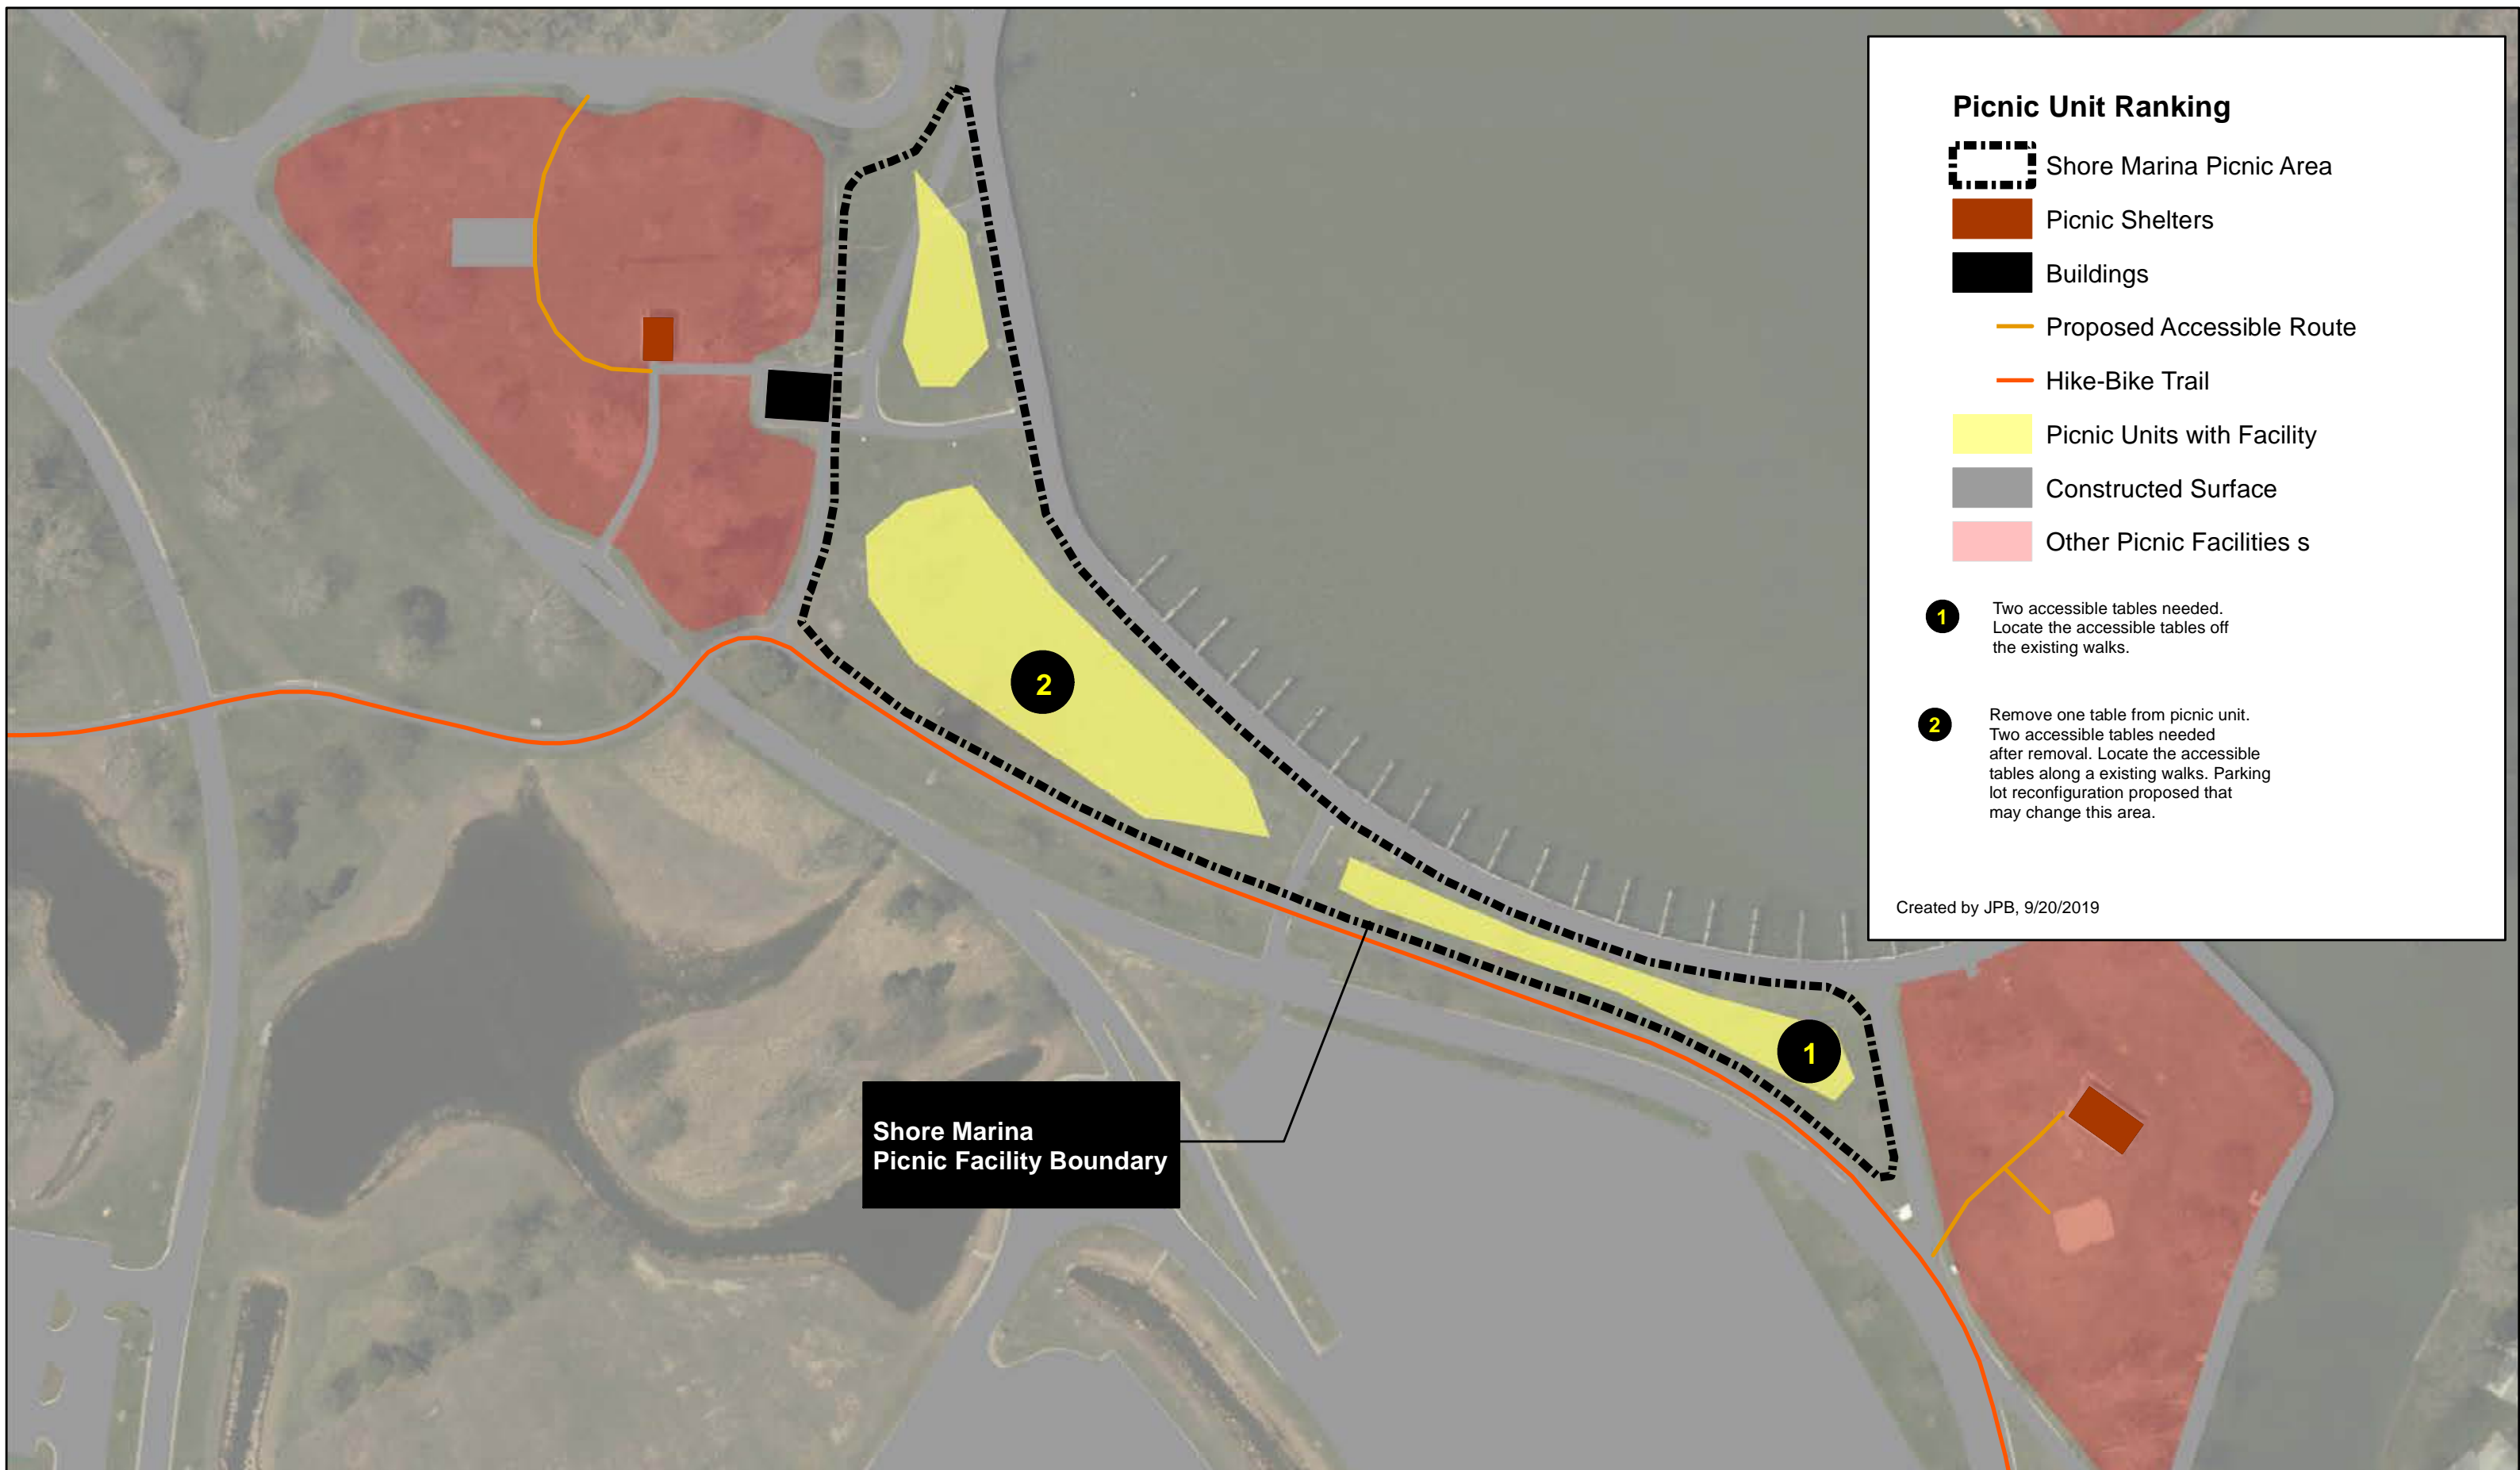 Picnic Unit Ranking
Shore Marina Picnic Area
Picnic Shelters
Buildings
Proposed Accessible Route
Hike-Bike Trail
Picnic Units with Facility
Constructed Surface
Other Picnic Facilities s
1
Two accessible tables needed.
Locate the accessible tables off
the existing walks.
2
Remove one table from picnic unit.
Two accessible tables needed
after removal. Locate the accessible
tables along a existing walks. Parking
lot reconfiguration proposed that
may change this area.
Created by JPB, 9/20/2019
2
1
Shore Marina
Picnic Facility Boundary